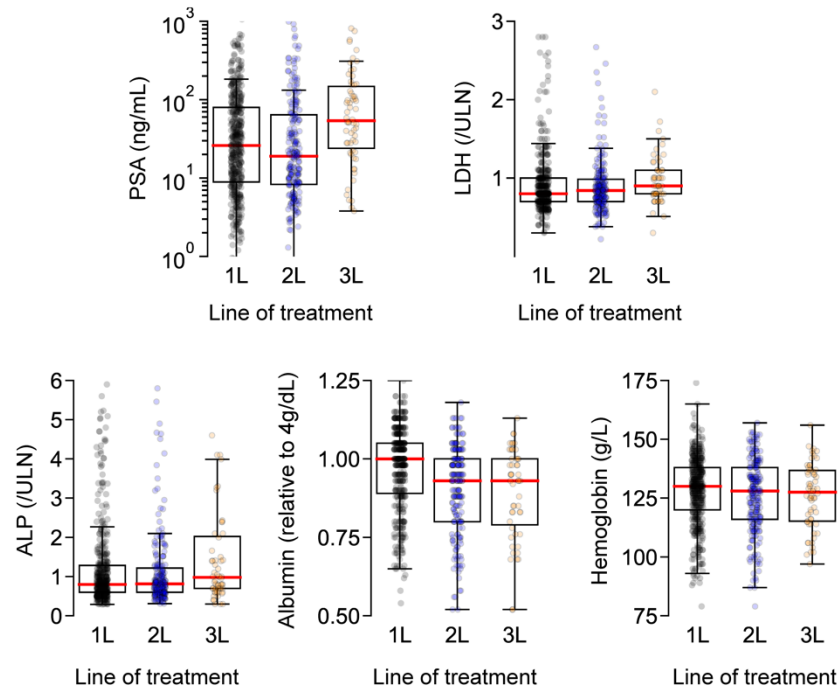 PSA (ng/mL)
10³
10²
10¹
10⁰
1L 2L 3L
Line of treatment
LDH (/ULN)
3
2
1
1L 2L 3L
Line of treatment
ALP (/ULN)
6
5
4
3
2
1
0
1L 2L 3L
Line of treatment
Albumin (relative to 4g/dL)
1.25
1.00
0.75
0.50
1L 2L 3L
Line of treatment
Hemoglobin (g/L)
175
150
125
100
75
1L 2L 3L
Line of treatment